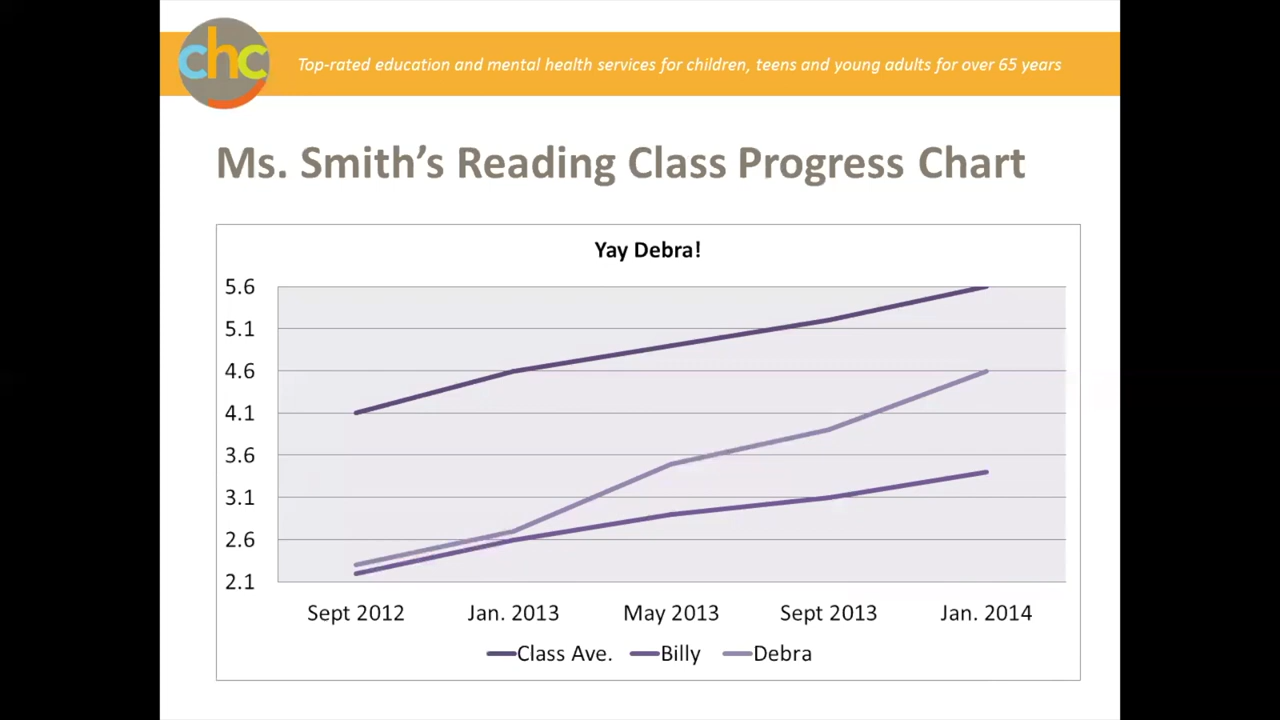 chc
Top-rated education and mental health services for children, teens and young adults for over 65 years
Ms. Smith’s Reading Class Progress Chart
Yay Debra!
5.6
5.1
4.6
4.1
3.6
3.1
2.6
2.1
Sept 2012 Jan. 2013 May 2013 Sept 2013 Jan. 2014
Class Ave. Billy Debra